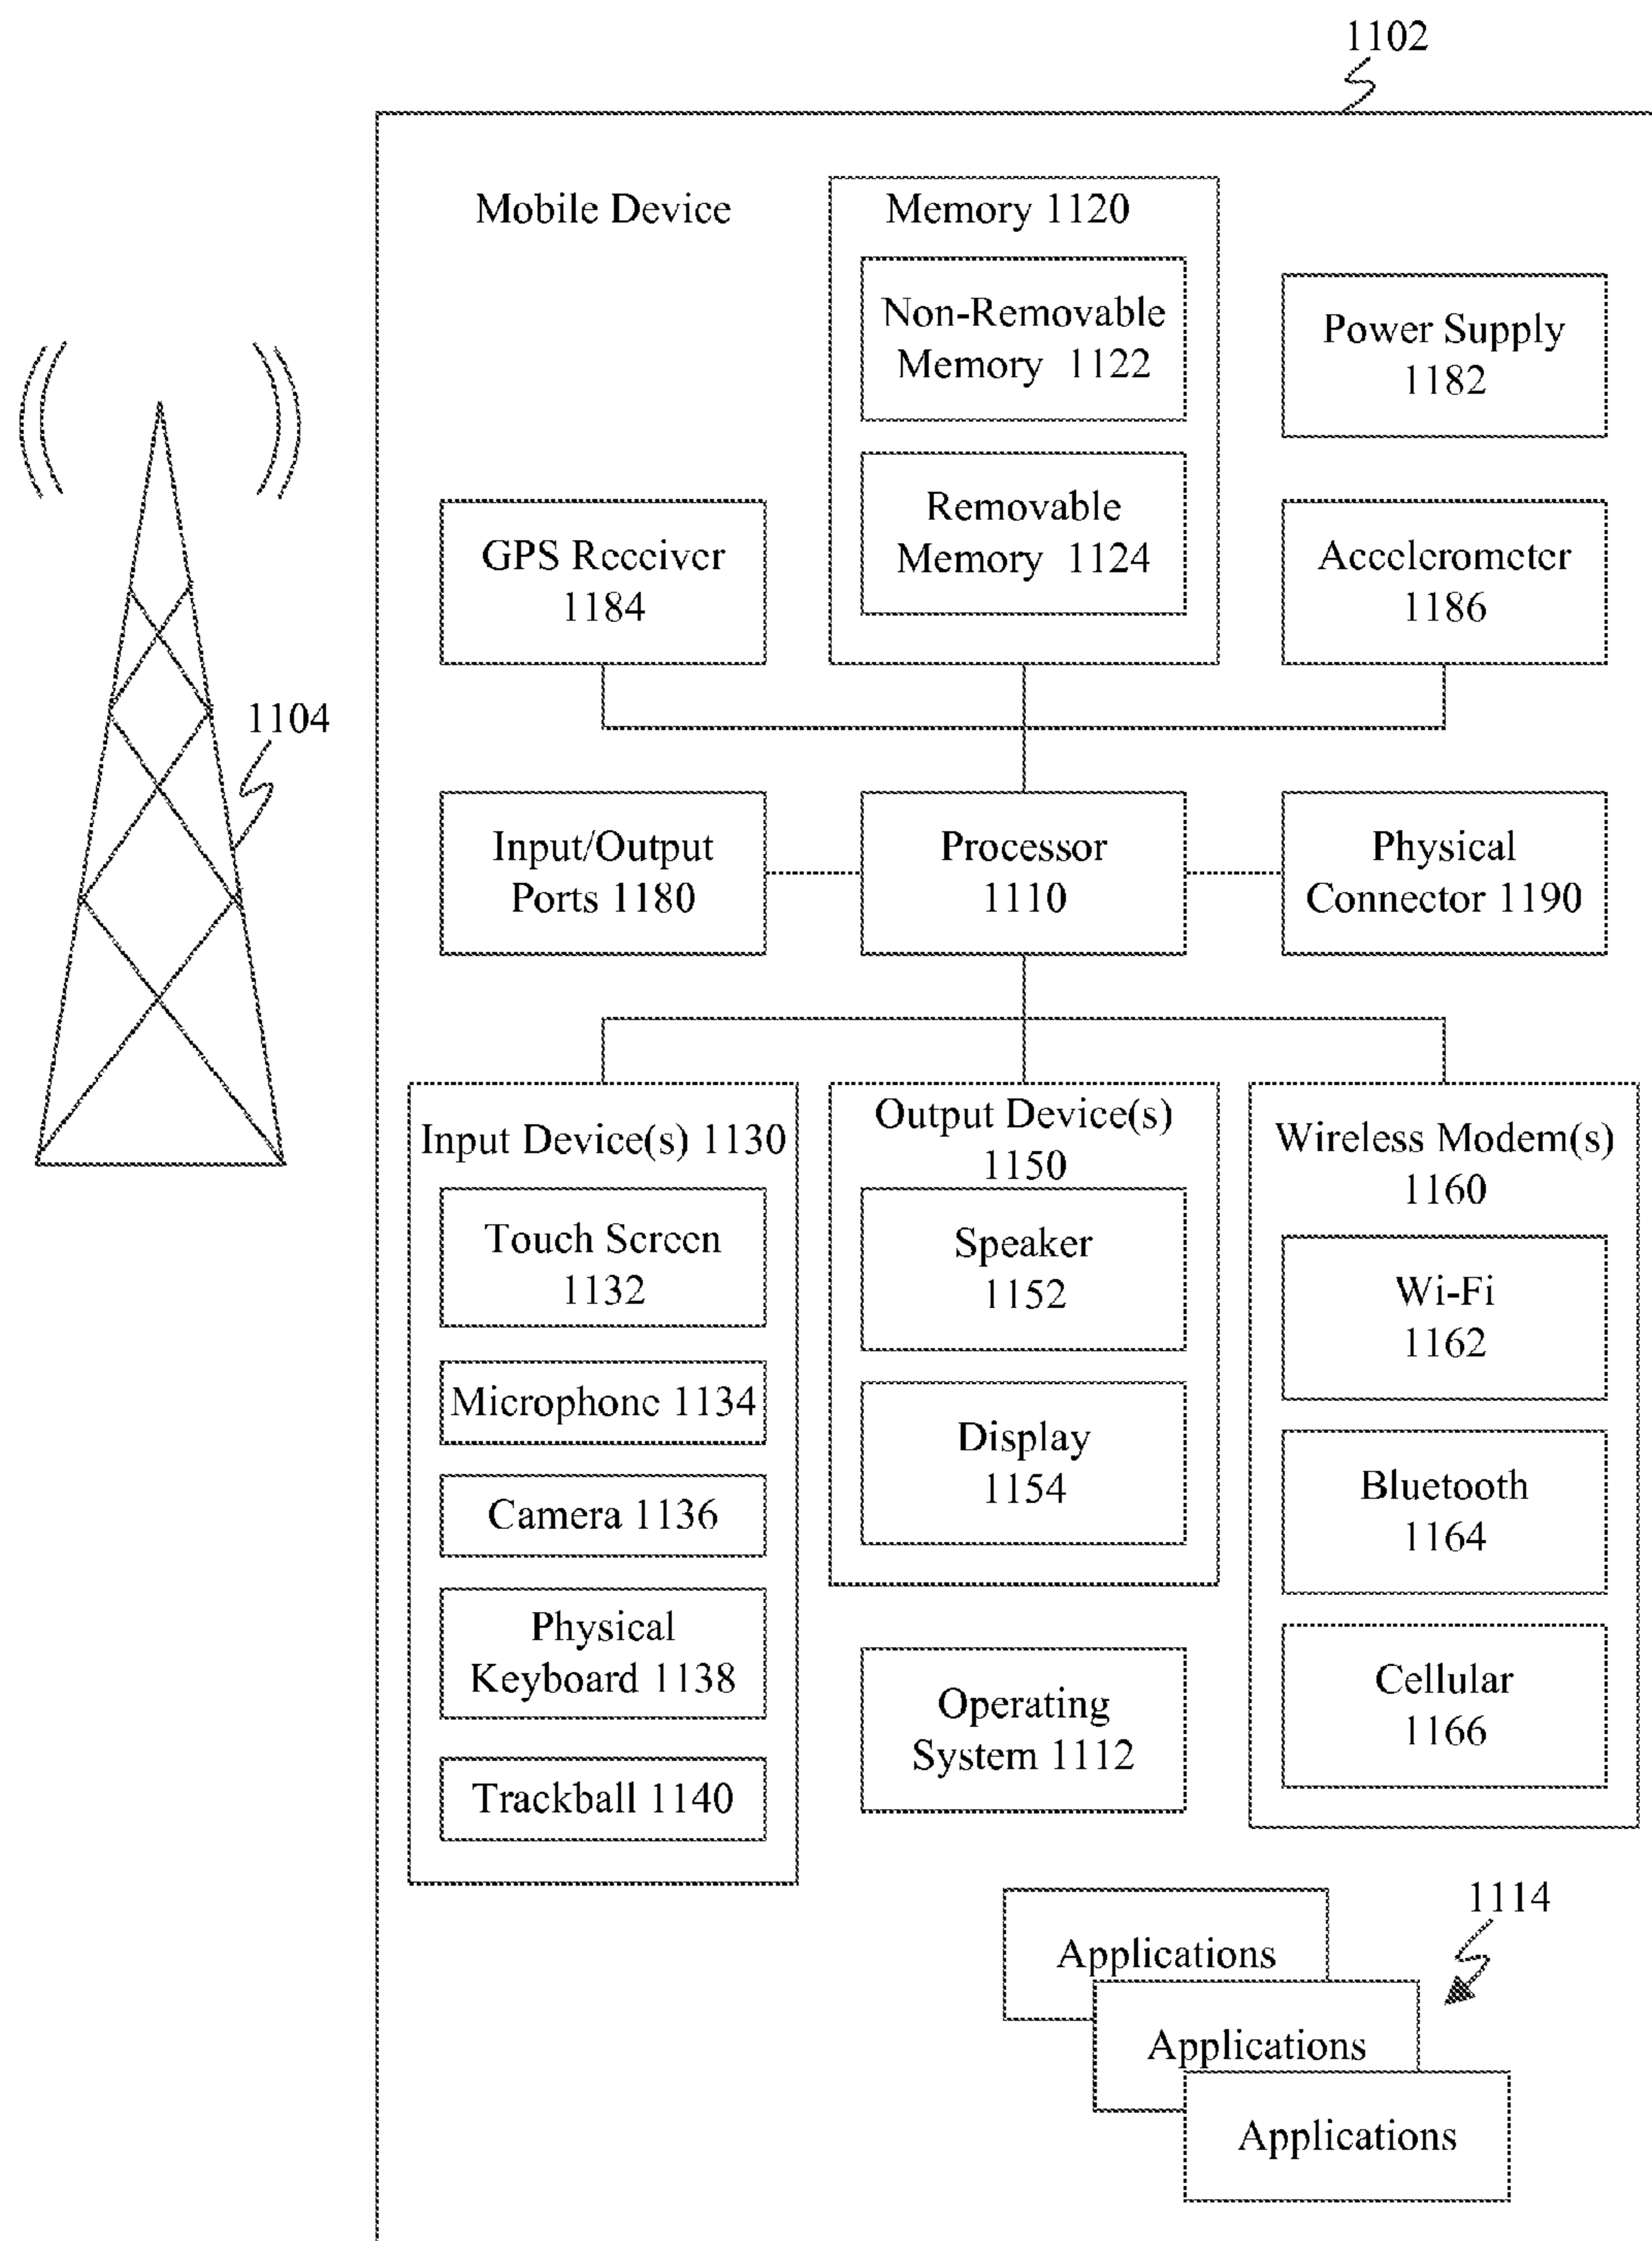 1102
Mobile Device
Memory 1120
Non-Removable
Memory 1122
Power Supply
1182
Removable
Memory 1124
GPS Receiver
1184
Accelerometer
1186
1104
Input/Output
Ports 1180
Processor
1110
Physical
Connector 1190
Input Device(s) 1130
Touch Screen
1132
Microphone 1134
Camera 1136
Physical
Keyboard 1138
Trackball 1140
Output Device(s)
1150
Speaker
1152
Display
1154
Operating
System 1112
Wireless Modem(s)
1160
Wi-Fi
1162
Bluetooth
1164
Cellular
1166
1114
Applications
Applications
Applications